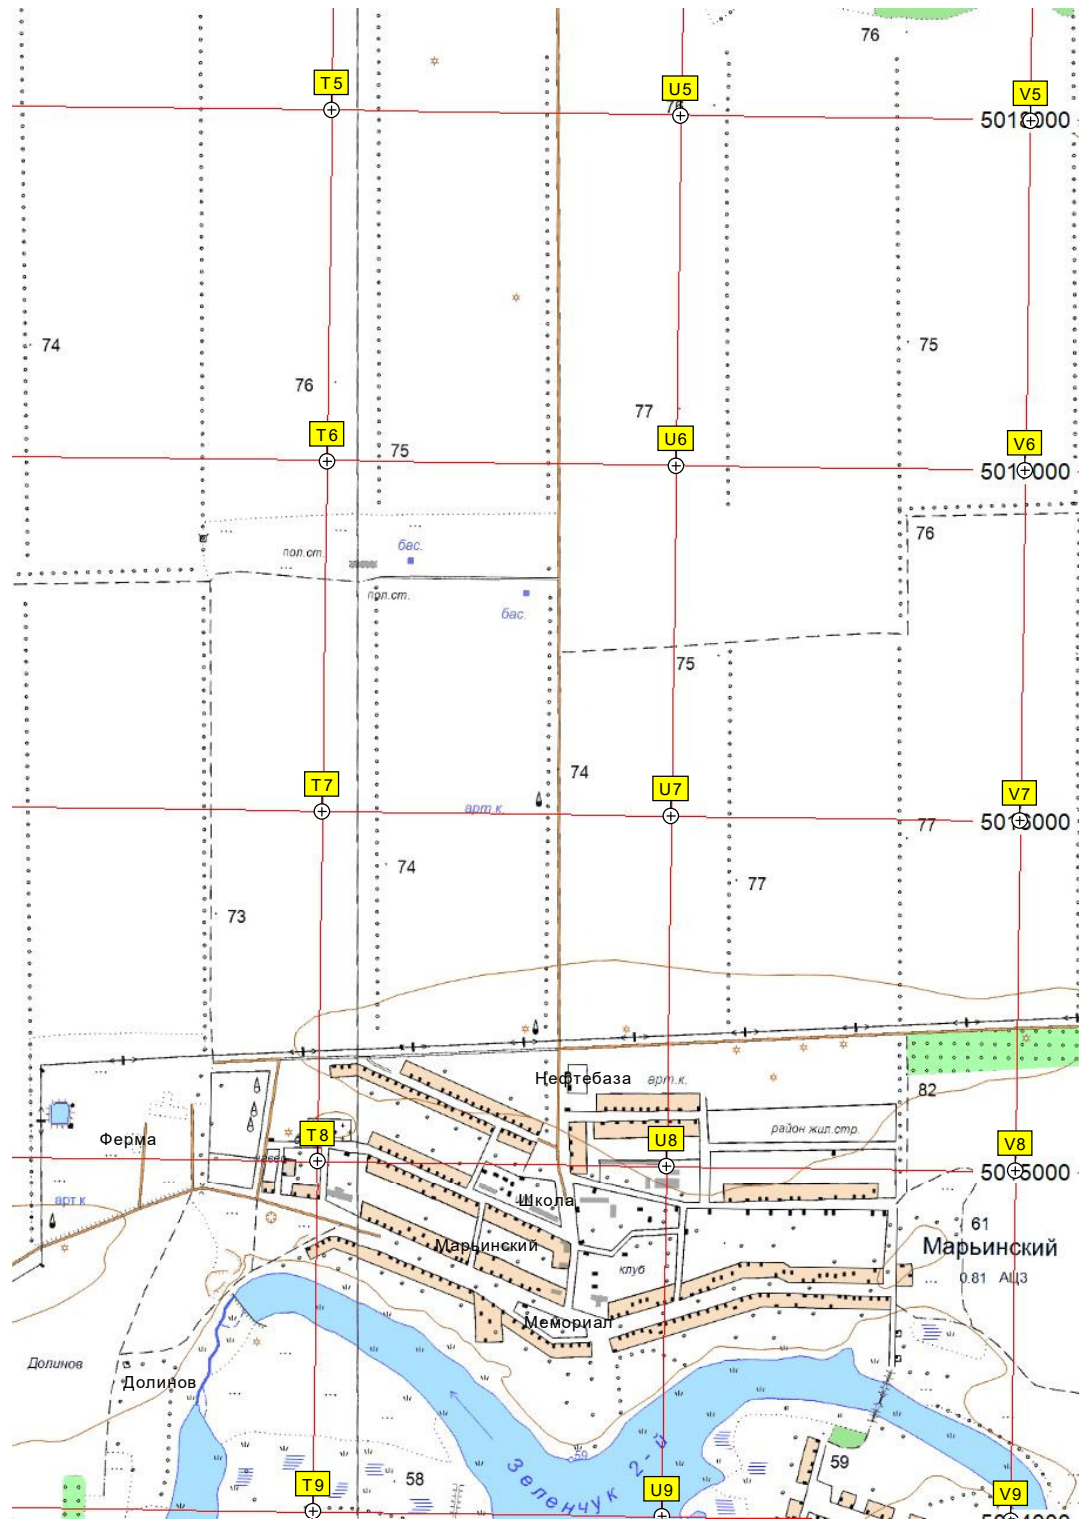 76
T5
U5
76
V5
5018000
74
76
77
75
T6
75
U6
V6
5017000
76
бас.
пол.ст.
пол.ст.
бас.
75
74
T7
U7
V7
арт.к.
77
5016000
74
77
73
Нефтебаза
арт.к.
82
район жил.стр.
Ферма
T8
U8
V8
навес
5015000
арт.к
Школа
61
Марьинский
Марьинский
клуб
0.81 АЦЗ
Мемориал
Долинов
Долинов
59
Зеленчук 2-й
59
58
T9
U9
V9